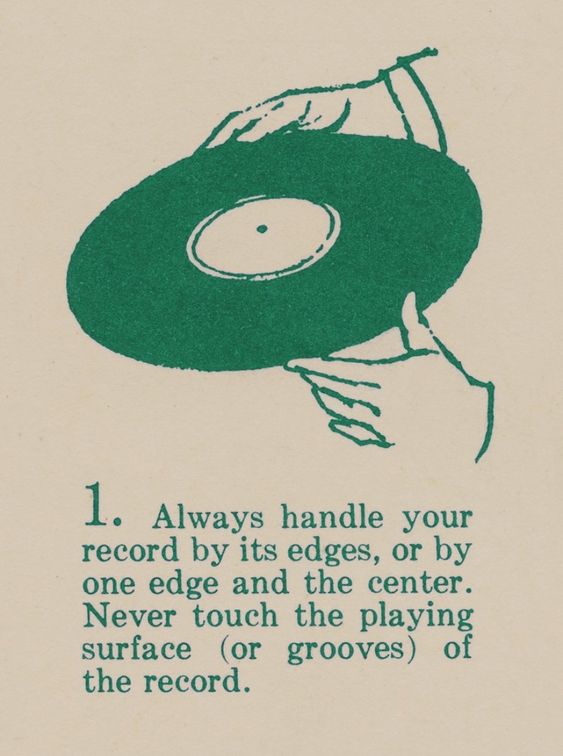 1. Always handle your
record by its edges, or by
one edge and the center.
Never touch the playing
surface (or grooves) of
the record.